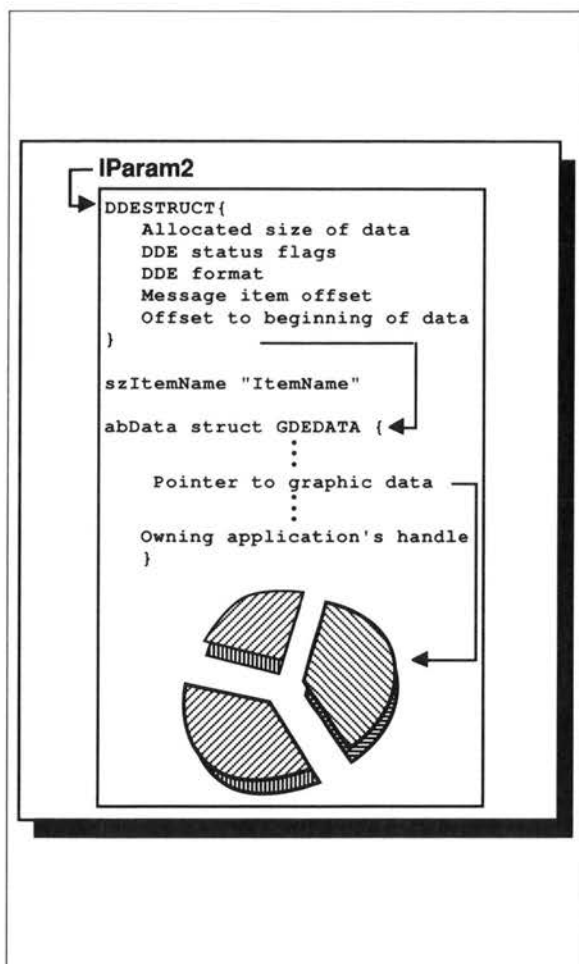 lParam2
DDESTRUCT{
Allocated size of data
DDE status flags
DDE format
Message item offset
Offset to beginning of data
}
szItemName "ItemName"
abData struct GDEDATA {
Pointer to graphic data
Owning application's handle
}